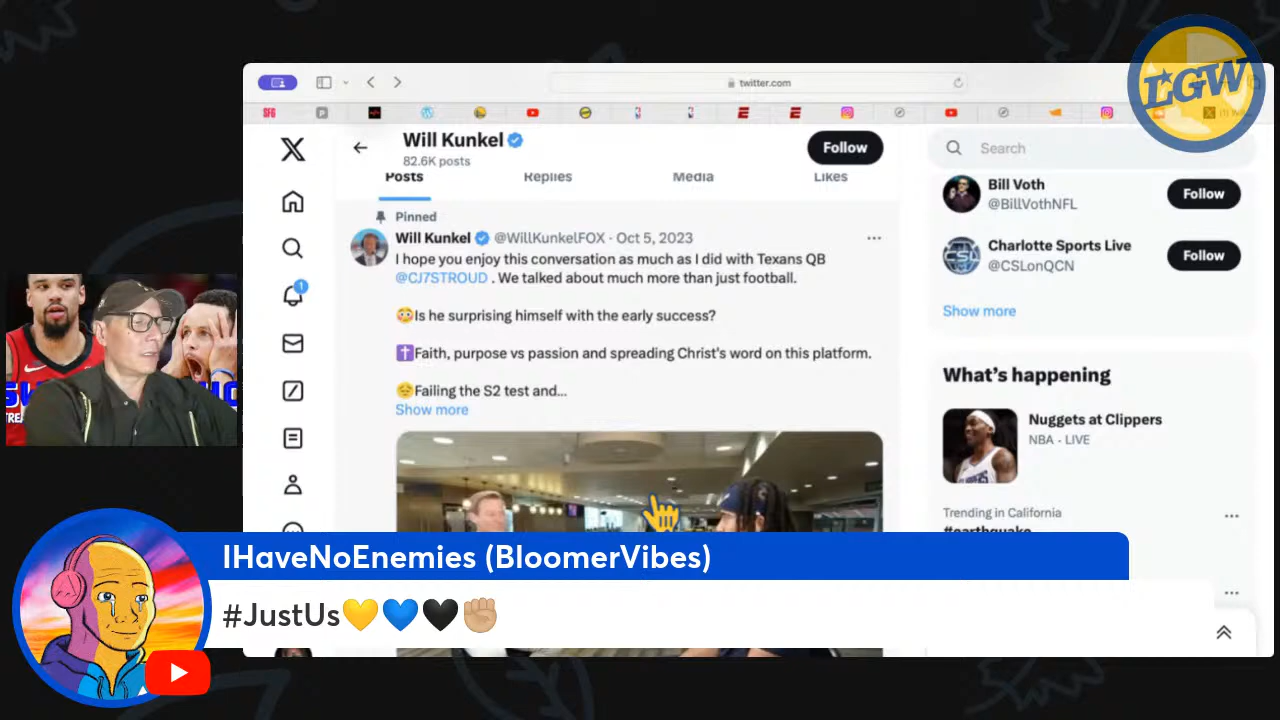 twitter.com
LGW
SFG
Will Kunkel
82.6K posts
Follow
Search
Posts
Replies
Media
Likes
Bill Voth
@BillVothNFL
Follow
Pinned
Will Kunkel @WillKunkelFOX · Oct 5, 2023
I hope you enjoy this conversation as much as I did with Texans QB
@CJ7STROUD . We talked about much more than just football.
Charlotte Sports Live
@CSLonQCN
Follow
1
Show more
😳Is he surprising himself with the early success?
✝️Faith, purpose vs passion and spreading Christ's word on this platform.
😔Failing the S2 test and...
Show more
What's happening
Nuggets at Clippers
NBA · LIVE
Trending in California
#earthquake
IHaveNoEnemies (BloomerVibes)
#JustUs💛💙🖤✊🏼